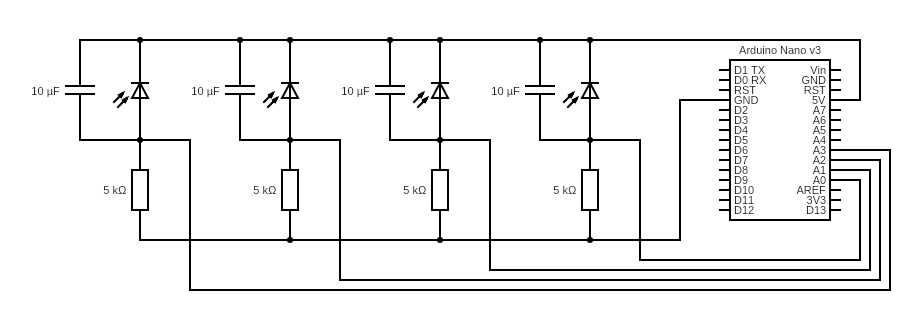 Arduino Nano v3
D1 TX Vin
D0 RX GND
RST RST
GND 5V
D2 A7
D3 A6
D4 A5
D5 A4
D6 A3
D7 A2
D8 A1
D9 A0
D10 AREF
D11 3V3
D12 D13
10 µF 10 µF 10 µF 10 µF
5 kΩ 5 kΩ 5 kΩ 5 kΩ